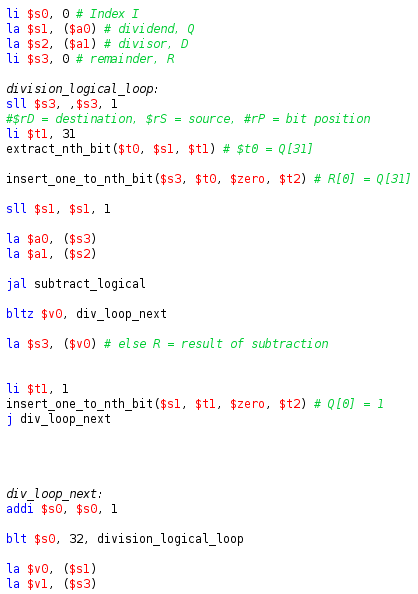 li $s0, 0 # Index I
la $s1, ($a0) # dividend, Q
la $s2, ($a1) # divisor, D
li $s3, 0 # remainder, R
division_logical_loop:
sll $s3, ,$s3, 1
#$rD = destination, $rS = source, #rP = bit position
li $t1, 31
extract_nth_bit($t0, $s1, $t1) # $t0 = Q[31]
insert_one_to_nth_bit($s3, $t0, $zero, $t2) # R[0] = Q[31]
sll $s1, $s1, 1
la $a0, ($s3)
la $a1, ($s2)
jal subtract_logical
bltz $v0, div_loop_next
la $s3, ($v0) # else R = result of subtraction
li $t1, 1
insert_one_to_nth_bit($s1, $t1, $zero, $t2) # Q[0] = 1
j div_loop_next
div_loop_next:
addi $s0, $s0, 1
blt $s0, 32, division_logical_loop
la $v0, ($s1)
la $v1, ($s3)